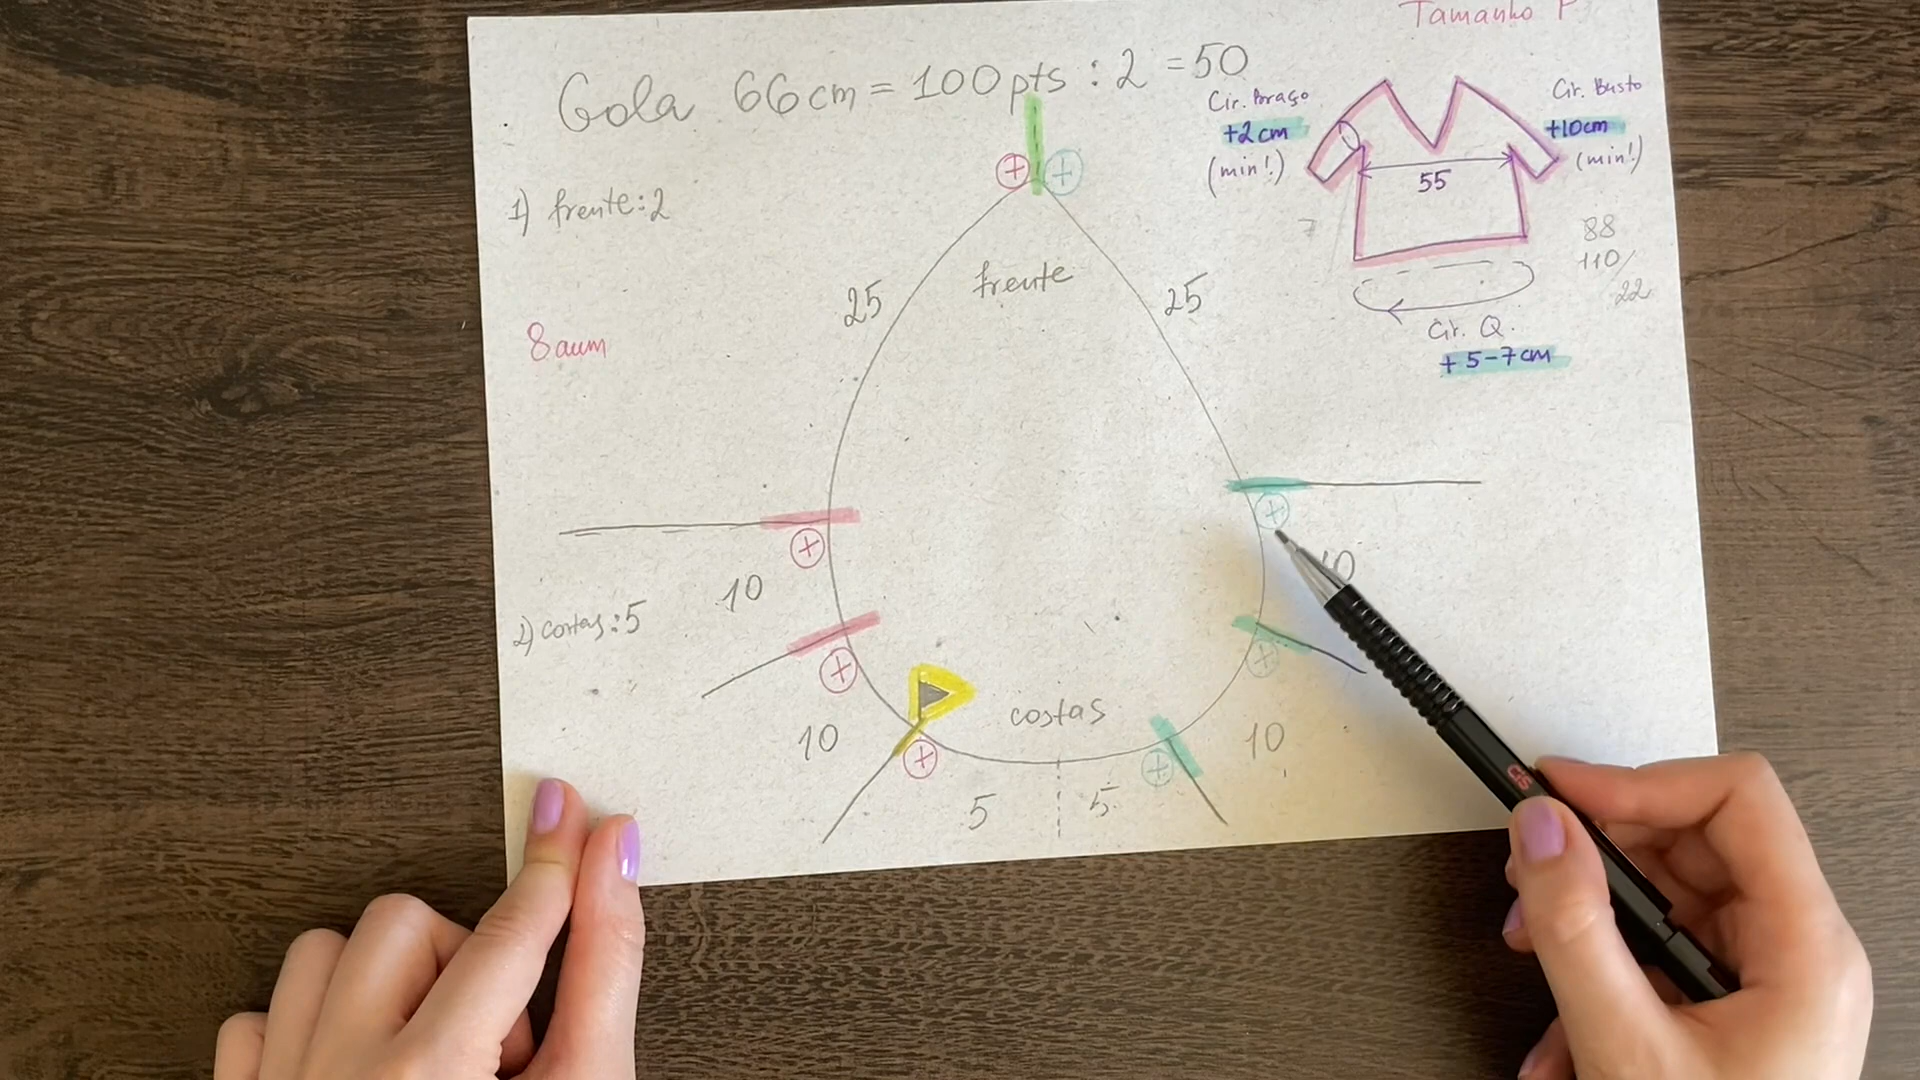 Tamanho P
Gola 66cm = 100pts : 2 = 50
Cir. Braço
+2cm
(min!)
Cir. Busto
+10cm
(min!)
55
1) frente: 2
7
88
110/
22
frente
25
25
Cir. Q.
+ 5-7cm
8 aum
10
10
2) costas: 5
costas
10
10
5
5